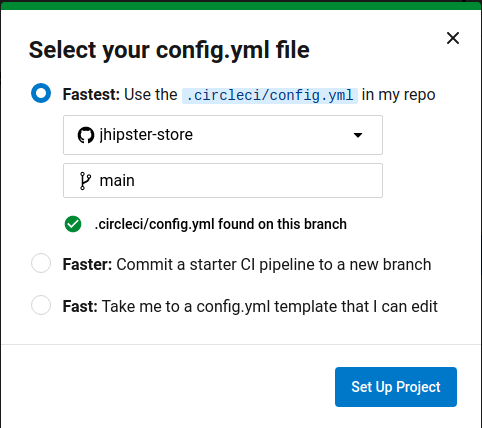 Select your config.yml file
Fastest: Use the .circleci/config.yml in my repo
jhipster-store
main
.circleci/config.yml found on this branch
Faster: Commit a starter CI pipeline to a new branch
Fast: Take me to a config.yml template that I can edit
Set Up Project